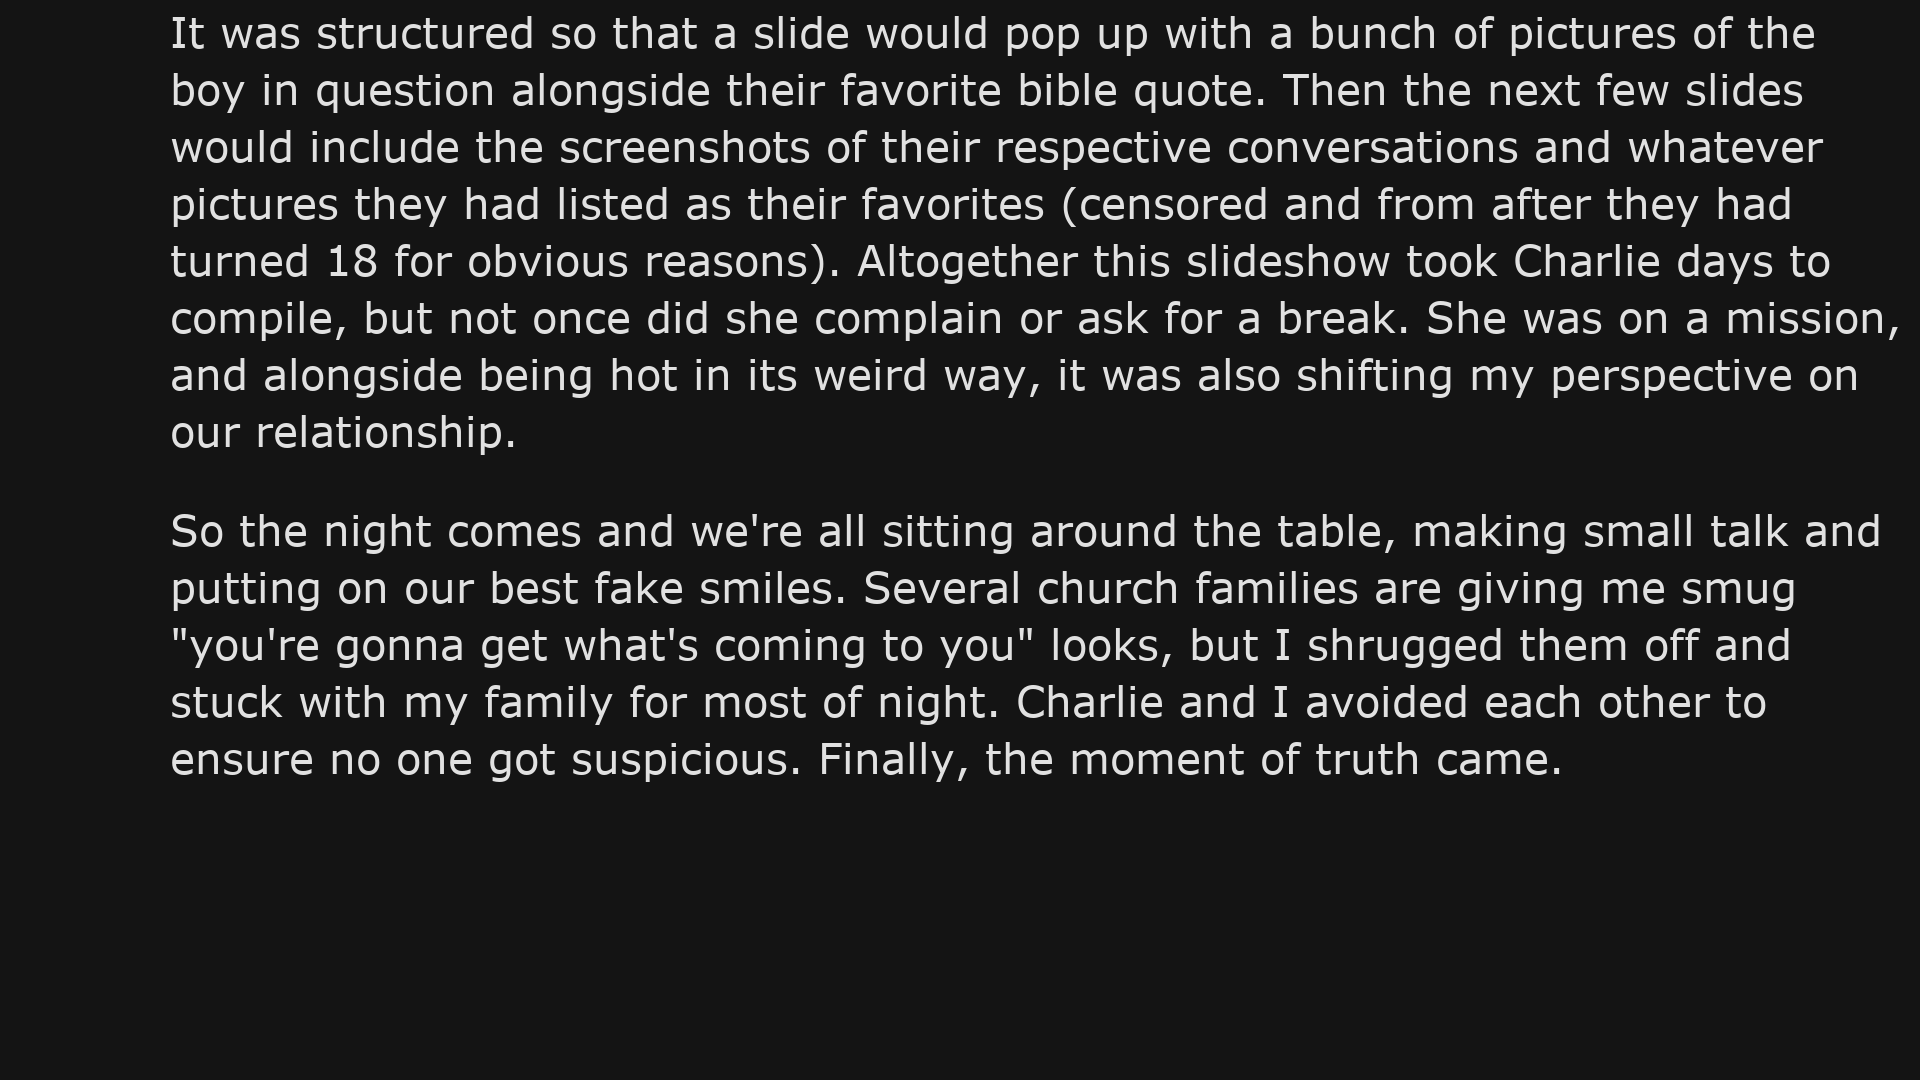 It was structured so that a slide would pop up with a bunch of pictures of the
boy in question alongside their favorite bible quote. Then the next few slides
would include the screenshots of their respective conversations and whatever
pictures they had listed as their favorites (censored and from after they had
turned 18 for obvious reasons). Altogether this slideshow took Charlie days to
compile, but not once did she complain or ask for a break. She was on a mission,
and alongside being hot in its weird way, it was also shifting my perspective on
our relationship.
So the night comes and we're all sitting around the table, making small talk and
putting on our best fake smiles. Several church families are giving me smug
"you're gonna get what's coming to you" looks, but I shrugged them off and
stuck with my family for most of night. Charlie and I avoided each other to
ensure no one got suspicious. Finally, the moment of truth came.